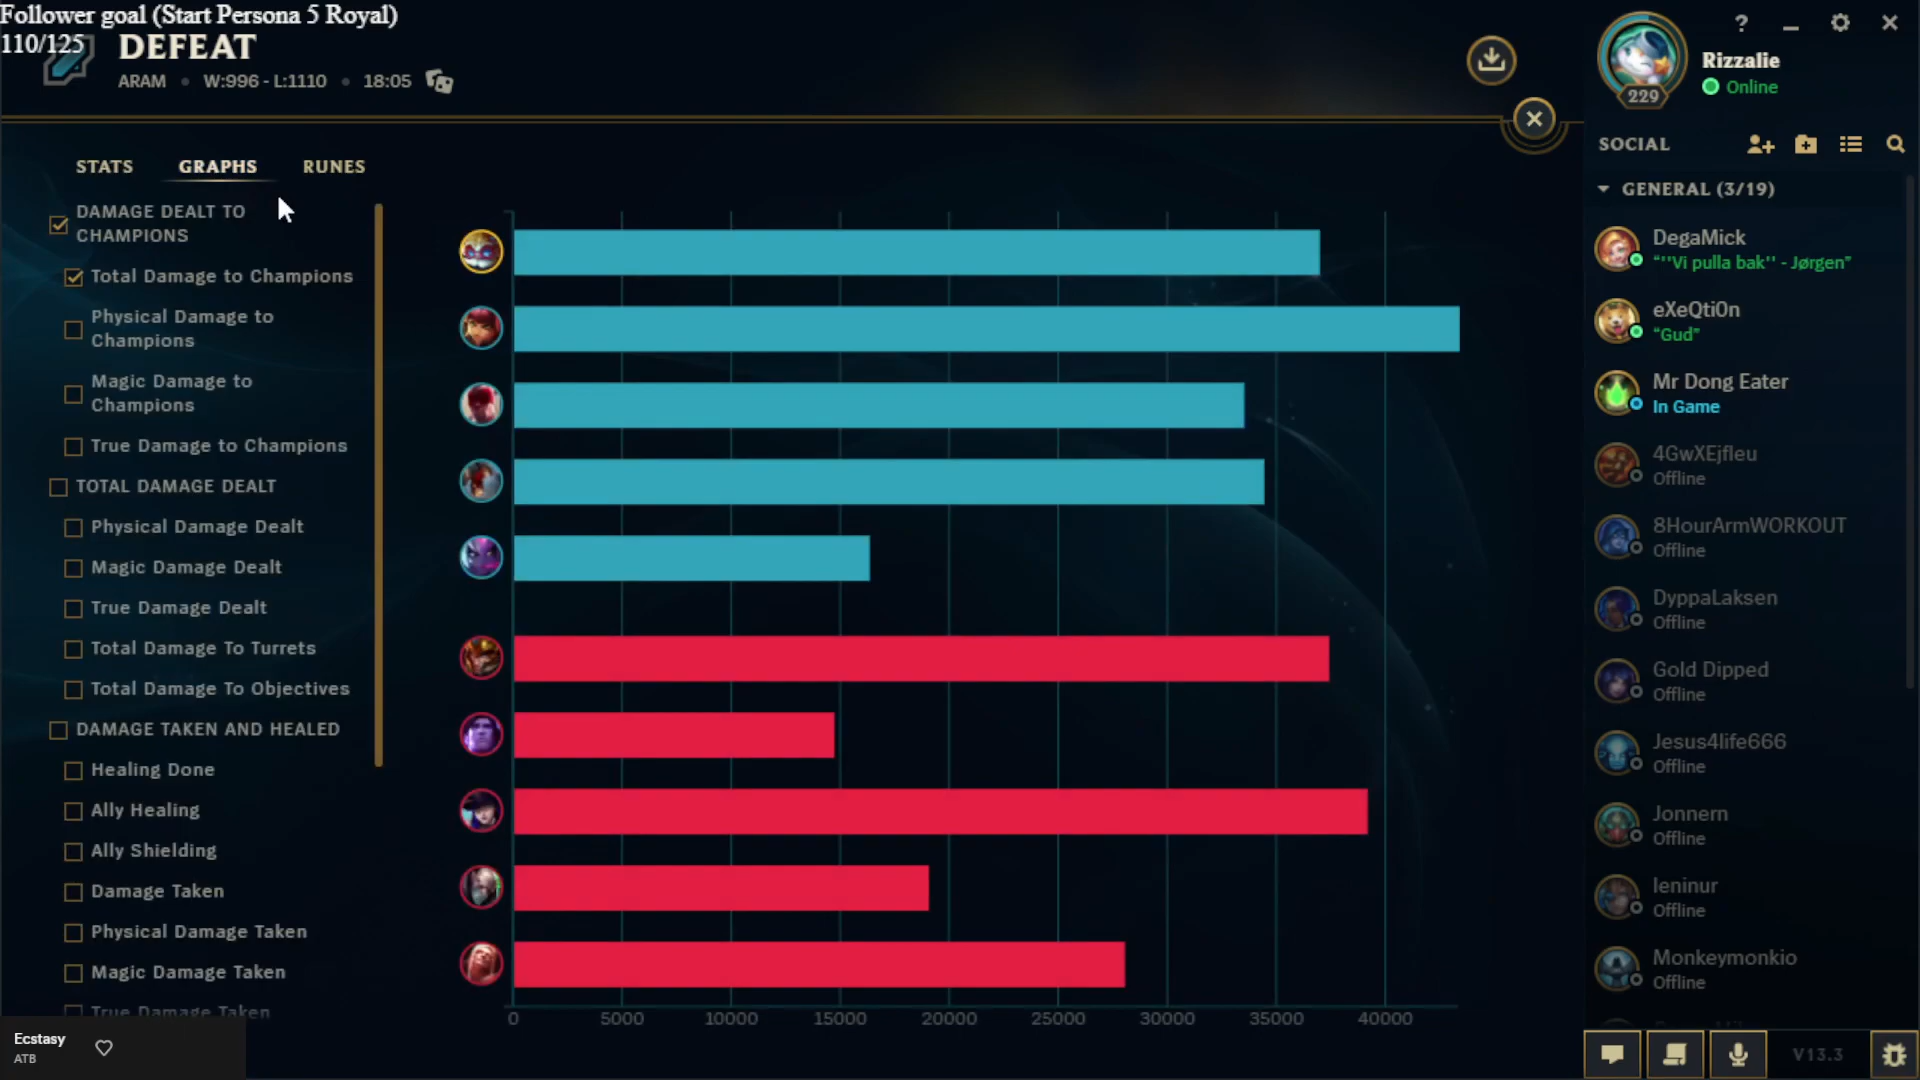 Follower goal (Start Persona 5 Royal)
110/125
DEFEAT
ARAM • W:996 - L:1110 • 18:05
STATS
GRAPHS
RUNES
DAMAGE DEALT TO
CHAMPIONS
Total Damage to Champions
Physical Damage to
Champions
Magic Damage to
Champions
True Damage to Champions
TOTAL DAMAGE DEALT
Physical Damage Dealt
Magic Damage Dealt
True Damage Dealt
Total Damage To Turrets
Total Damage To Objectives
DAMAGE TAKEN AND HEALED
Healing Done
Ally Healing
Ally Shielding
Damage Taken
Physical Damage Taken
Magic Damage Taken
True Damage Taken
0 5000 10000 15000 20000 25000 30000 35000 40000
Ecstasy
ATB
229
Rizzalie
Online
SOCIAL
GENERAL (3/19)
DegaMick
“''Vi pulla bak'' - Jørgen”
eXeQti0n
“Gud”
Mr Dong Eater
In Game
4GwXEjfleu
Offline
8HourArmWORKOUT
Offline
DyppaLaksen
Offline
Gold Dipped
Offline
Jesus4life666
Offline
Jonnern
Offline
leninur
Offline
Monkeymonkio
Offline
V13.3